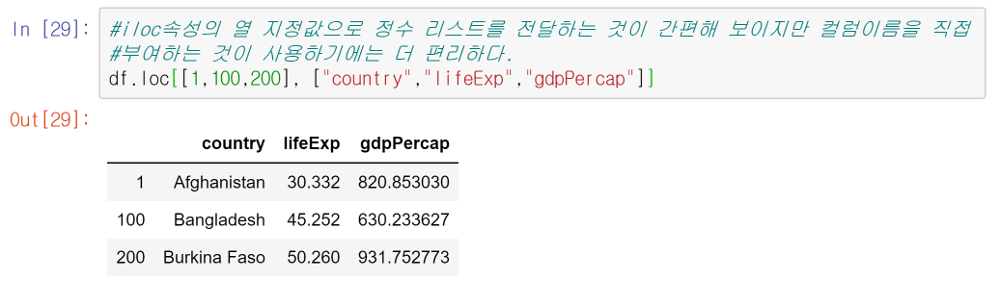 In [29]: #iloc속성의 열 지정값으로 정수 리스트를 전달하는 것이 간편해 보이지만 컬럼이름을 직접
#부여하는 것이 사용하기에는 더 편리하다.
df.loc[[1,100,200], ["country","lifeExp","gdpPercap"]]
Out[29]:
country lifeExp gdpPercap
1 Afghanistan 30.332 820.853030
100 Bangladesh 45.252 630.233627
200 Burkina Faso 50.260 931.752773